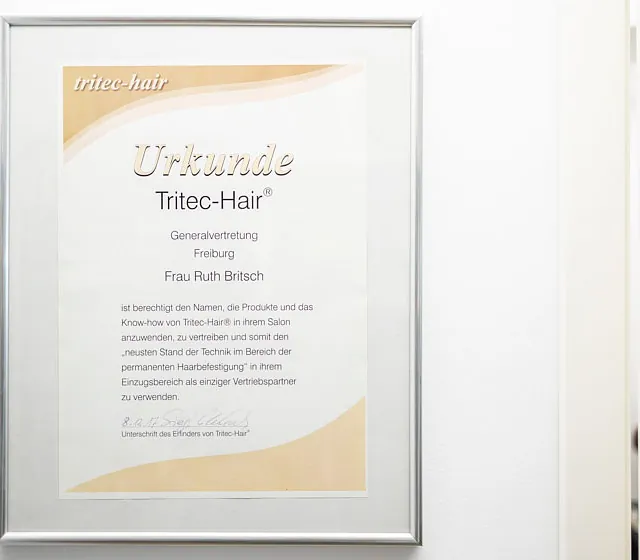 tritec-hair
Urkunde
Tritec-Hair®
Generalvertretung
Freiburg
Frau Ruth Britsch
ist berechtigt den Namen, die Produkte und das
Know-how von Tritec-Hair® in ihrem Salon
anzuwenden, zu vertreiben und somit den
„neusten Stand der Technik im Bereich der
permanenten Haarbefestigung" in ihrem
Einzugsbereich als einziger Vertriebspartner
zu verwenden.
Unterschrift des Erfinders von Tritec-Hair®